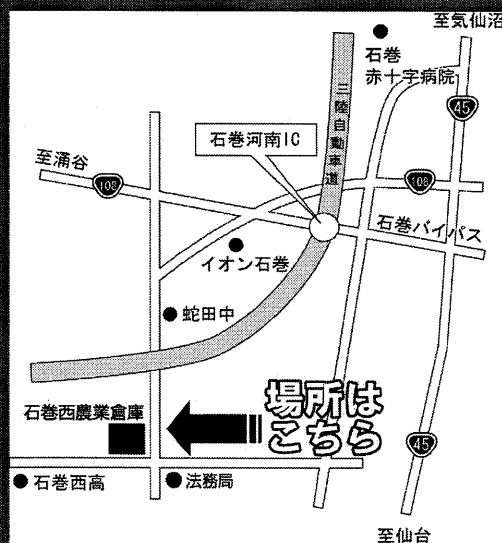 至気仙沼
石巻
赤十字病院
45
三陸自動車道
石巻河南IC
至涌谷
108
108
石巻バイパス
イオン石巻
蛇田中
場所は
こちら
石巻西農業倉庫
45
石巻西高
法務局
至仙台